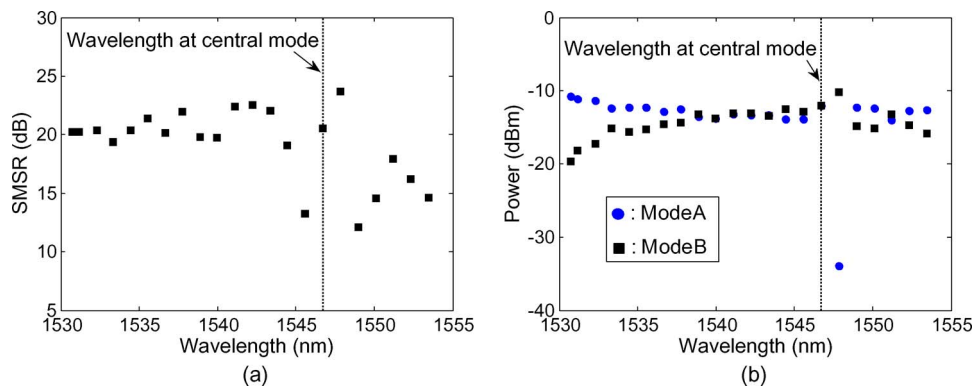 30
25
20
15
10
5
SMSR (dB)
Wavelength at central mode
1530
1535
1540
1545
1550
1555
Wavelength (nm)
(a)
0
-10
-20
-30
-40
Power (dBm)
Wavelength at central mode
: ModeA
: ModeB
1530
1535
1540
1545
1550
1555
Wavelength (nm)
(b)